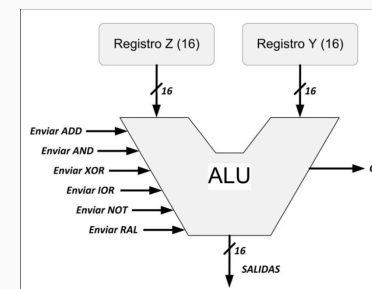 Registro Z (16)
Registro Y (16)
16
16
Enviar ADD
Enviar AND
Enviar XOR
Enviar IOR
Enviar NOT
Enviar RAL
ALU
16
SALIDAS